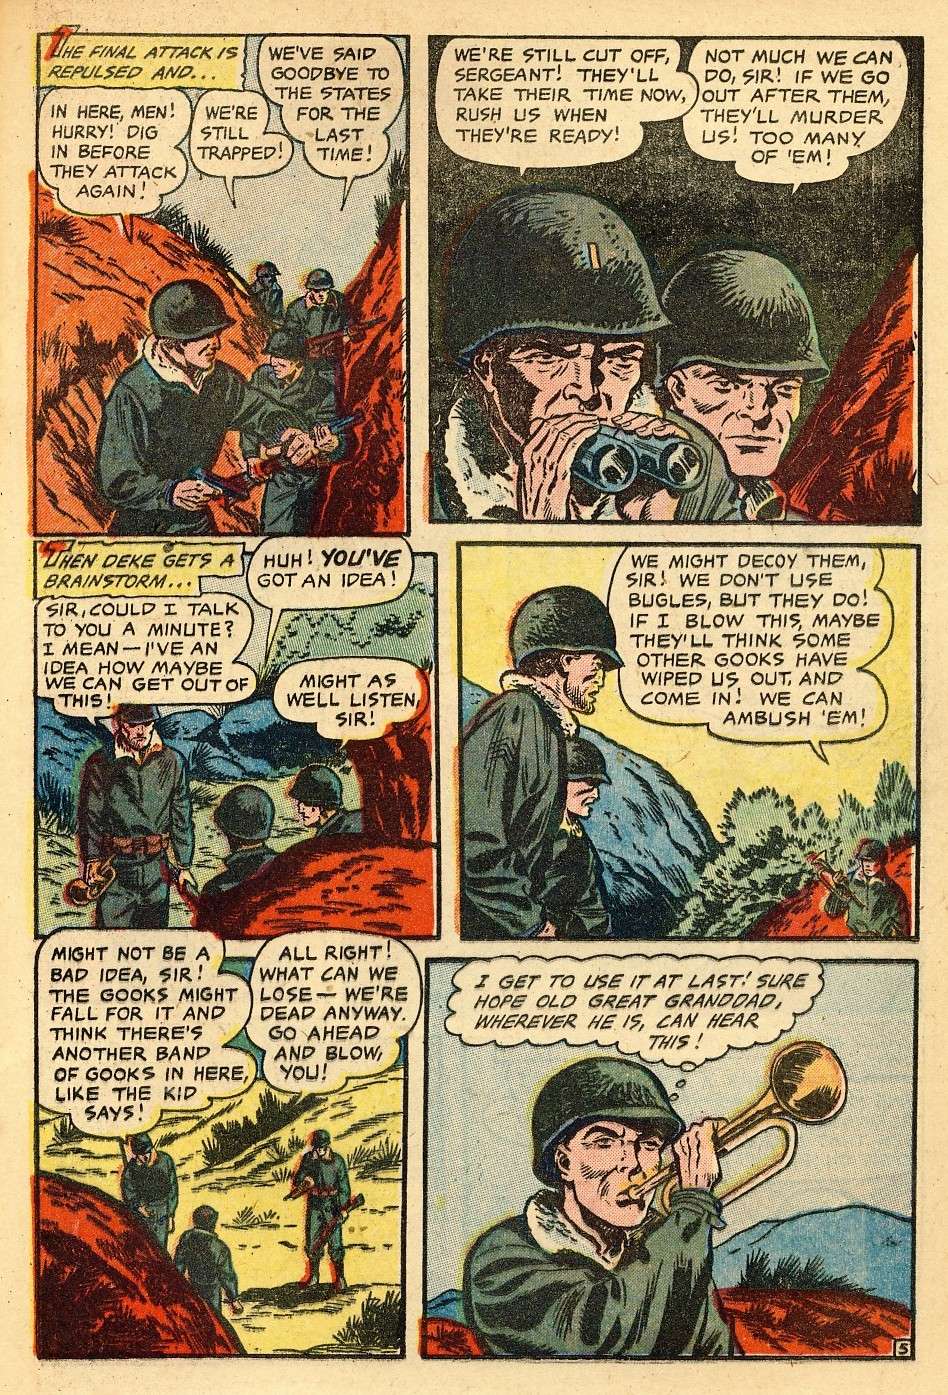 THE FINAL ATTACK IS
REPULSED AND...
IN HERE, MEN!
HURRY! DIG
IN BEFORE
THEY ATTACK
AGAIN!
WE'RE
STILL
TRAPPED!
WE'VE SAID
GOODBYE TO
THE STATES
FOR THE
LAST
TIME!
WE'RE STILL CUT OFF,
SERGEANT! THEY'LL
TAKE THEIR TIME NOW,
RUSH US WHEN
THEY'RE READY!
NOT MUCH WE CAN
DO, SIR! IF WE GO
OUT AFTER THEM,
THEY'LL MURDER
US! TOO MANY
OF 'EM!
THEN DEKE GETS A
BRAINSTORM...
SIR, COULD I TALK
TO YOU A MINUTE?
I MEAN—I'VE AN
IDEA HOW MAYBE
WE CAN GET OUT OF
THIS!
HUH! YOU'VE
GOT AN IDEA!
MIGHT AS
WELL LISTEN,
SIR!
WE MIGHT DECOY THEM,
SIR! WE DON'T USE
BUGLES, BUT THEY DO!
IF I BLOW THIS, MAYBE
THEY'LL THINK SOME
OTHER GOOKS HAVE
WIPED US OUT, AND
COME IN! WE CAN
AMBUSH 'EM!
MIGHT NOT BE A
BAD IDEA, SIR!
THE GOOKS MIGHT
FALL FOR IT AND
THINK THERE'S
ANOTHER BAND
OF GOOKS IN HERE,
LIKE THE KID
SAYS!
ALL RIGHT!
WHAT CAN WE
LOSE—WE'RE
DEAD ANYWAY.
GO AHEAD
AND BLOW,
YOU!
I GET TO USE IT AT LAST! SURE
HOPE OLD GREAT GRANDDAD,
WHEREVER HE IS, CAN HEAR
THIS!
5